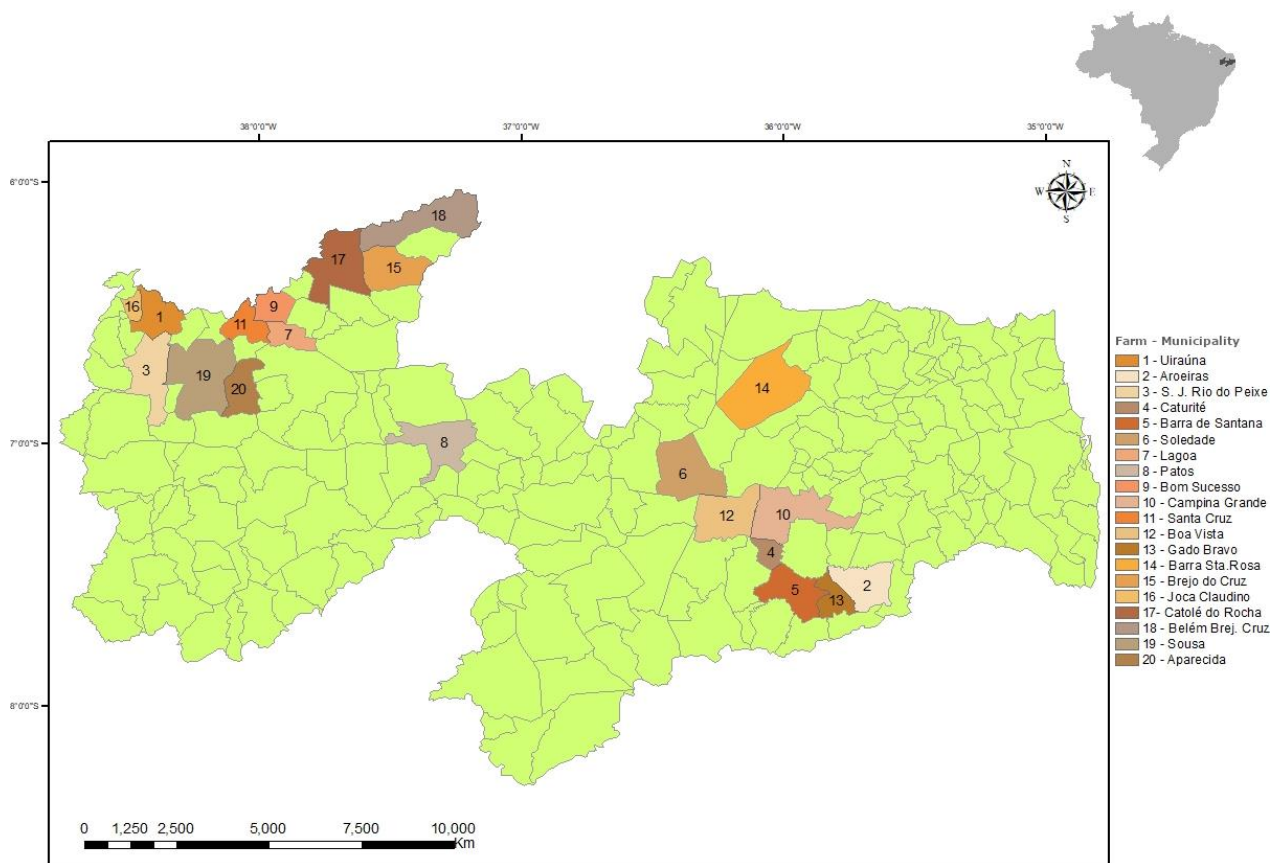 38°0'0"W 37°0'0"W 36°0'0"W 35°0'0"W
6°0'0"S
7°0'0"S
8°0'0"S
N
W E
S
18
17
15
16
1
9
11
7
3
19
20
14
8
6
12
10
4
5
13
2
0 1,250 2,500 5,000 7,500 10,000
Km
Farm - Municipality
1 - Uiraúna
2 - Aroeiras
3 - S. J. Rio do Peixe
4 - Caturité
5 - Barra de Santana
6 - Soledade
7 - Lagoa
8 - Patos
9 - Bom Sucesso
10 - Campina Grande
11 - Santa Cruz
12 - Boa Vista
13 - Gado Bravo
14 - Barra Sta.Rosa
15 - Brejo do Cruz
16 - Joca Claudino
17- Catolé do Rocha
18 - Belém Brej. Cruz
19 - Sousa
20 - Aparecida